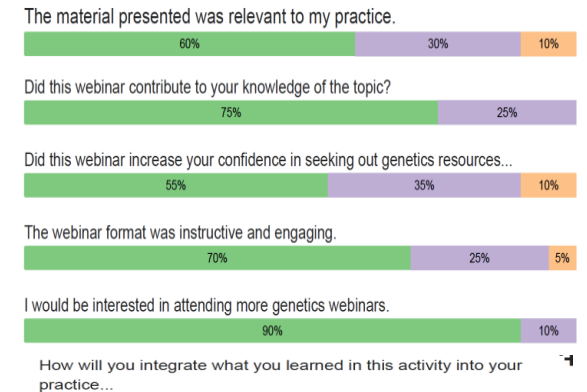 The material presented was relevant to my practice.
60% 30% 10%
Did this webinar contribute to your knowledge of the topic?
75% 25%
Did this webinar increase your confidence in seeking out genetics resources...
55% 35% 10%
The webinar format was instructive and engaging.
70% 25% 5%
I would be interested in attending more genetics webinars.
90% 10%
How will you integrate what you learned in this activity into your
practice...